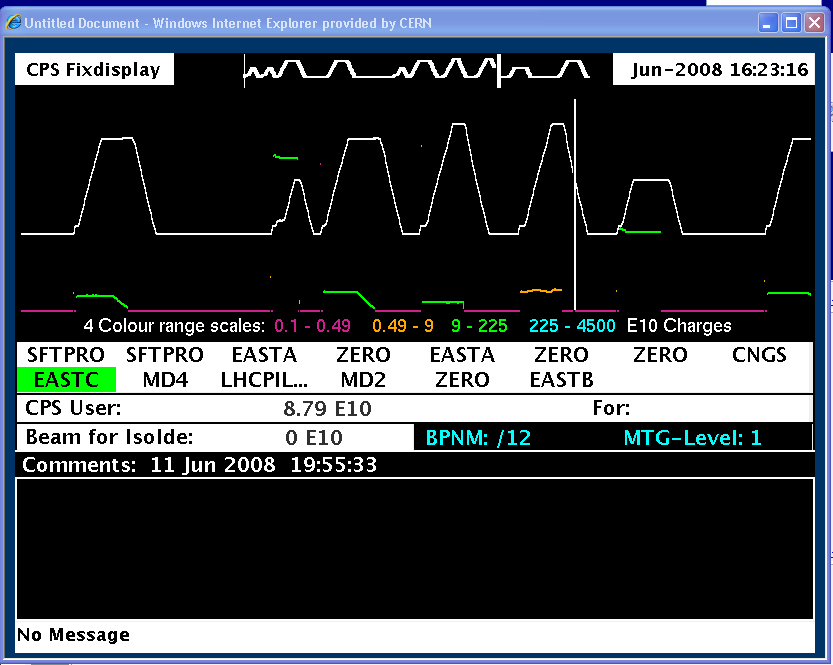 Untitled Document - Windows Internet Explorer provided by CERN
CPS Fixdisplay Jun-2008 16:23:16
4 Colour range scales: 0.1 - 0.49 0.49 - 9 9 - 225 225 - 4500 E10 Charges
SFTPRO SFTPRO EASTA ZERO EASTA ZERO ZERO CNGS
EASTC MD4 LHCPIL... MD2 ZERO EASTB
CPS User: 8.79 E10 For:
Beam for Isolde: 0 E10 BPNM: /12 MTG-Level: 1
Comments: 11 Jun 2008 19:55:33
No Message